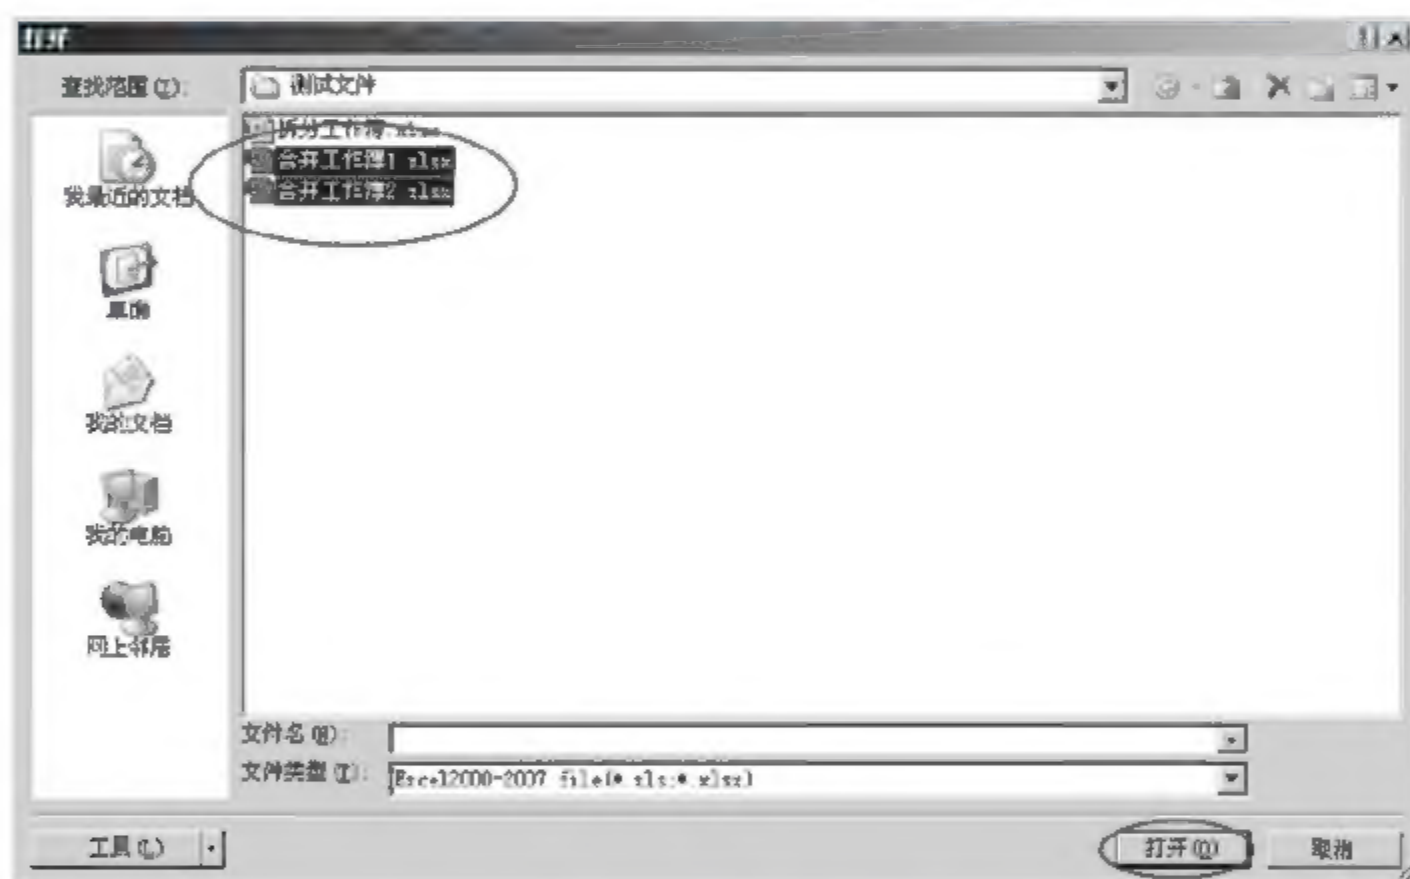 打开
查找范围(I):
测试文件
拆分工作簿.xlsx
合并工作簿1.xlsx
合并工作簿2.xlsx
我最近的文档
桌面
我的文档
我的电脑
网上邻居
文件名(N):
文件类型(T):
Excel2000-2007 file(*.xls;*.xlsx)
工具(L)
打开(O)
取消